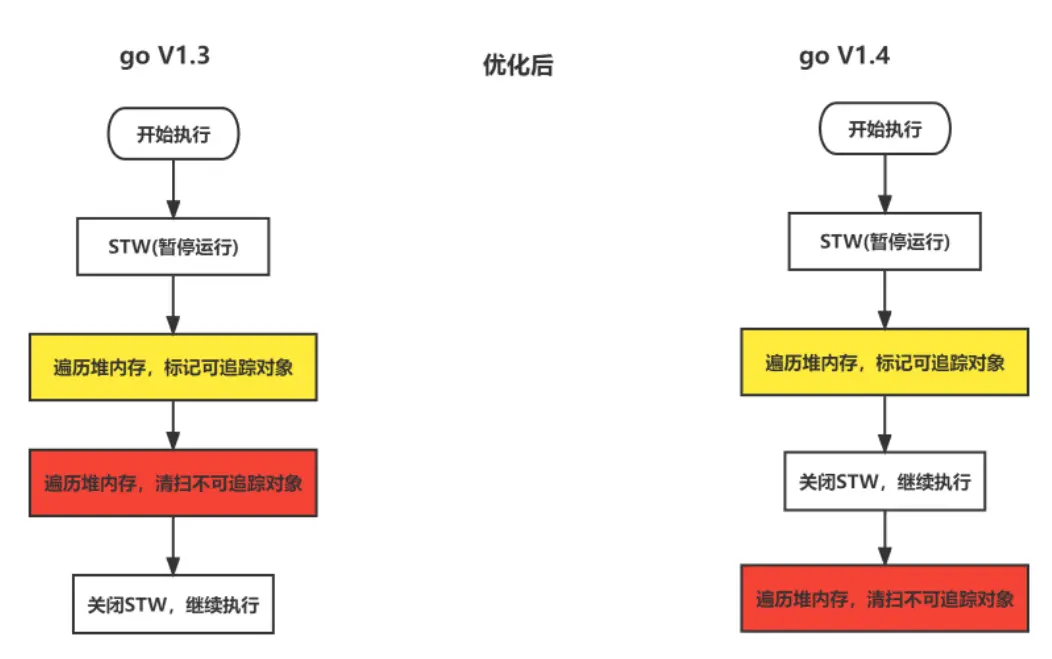 go V1.3
开始执行
STW(暂停运行)
遍历堆内存，标记可追踪对象
遍历堆内存，清扫不可追踪对象
关闭STW，继续执行
优化后
go V1.4
开始执行
STW(暂停运行)
遍历堆内存，标记可追踪对象
关闭STW，继续执行
遍历堆内存，清扫不可追踪对象